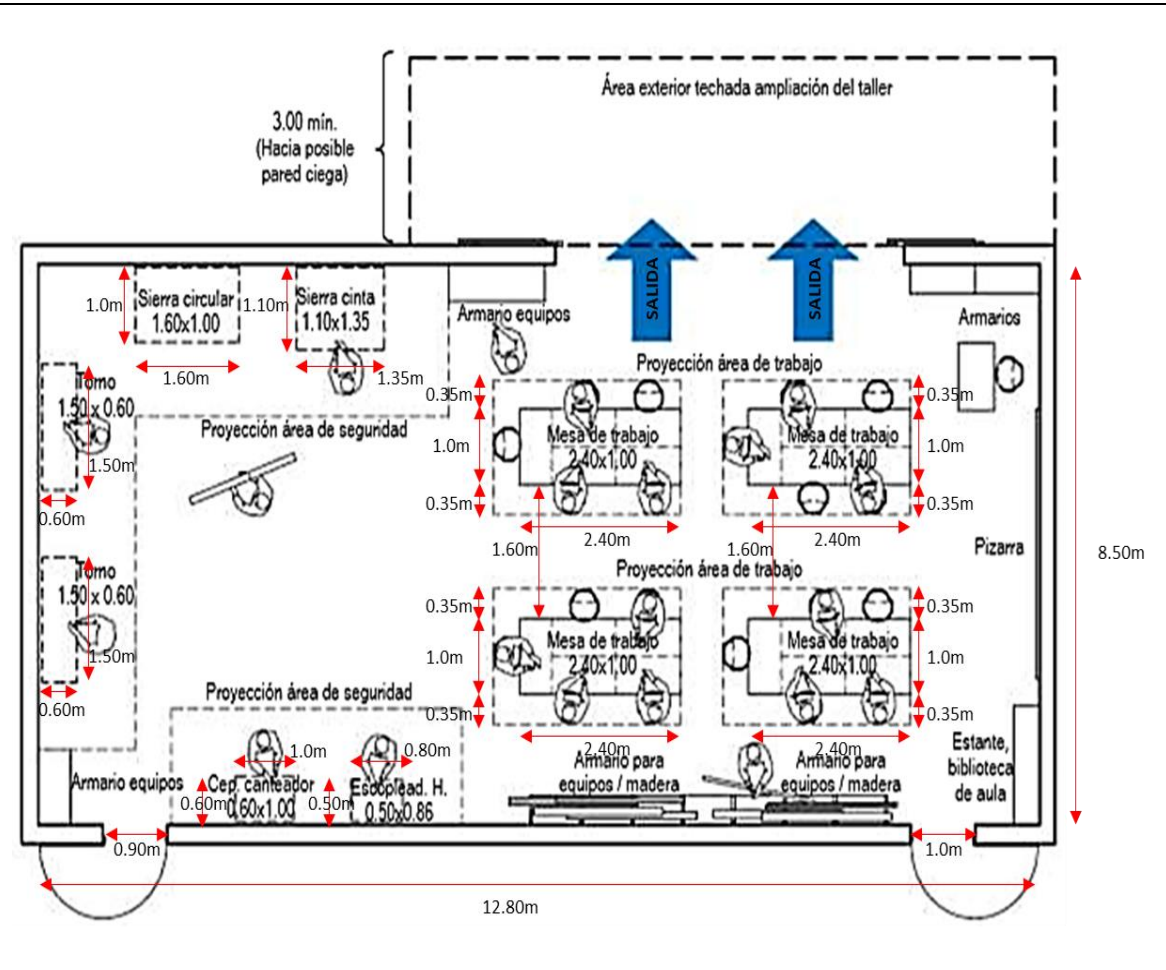 Área exterior techada ampliación del taller
3.00 mín.
(Hacia posible
pared ciega)
SALIDA
SALIDA
1.0m
Sierra circular
1.60x1.00
1.10m
Sierra cinta
1.10x1.35
Armario equipos
Armarios
1.60m
1.35m
Proyección área de trabajo
Torno
1.50 x 0.60
0.35m
0.35m
Proyección área de seguridad
1.0m
Mesa de trabajo
2.40x1.00
Mesa de trabajo
2.40x1.00
1.0m
1.50m
0.60m
0.35m
0.35m
2.40m
2.40m
1.60m
1.60m
Pizarra
8.50m
Proyección área de trabajo
Torno
1.50 x 0.60
0.35m
0.35m
1.50m
1.0m
Mesa de trabajo
2.40x1.00
Mesa de trabajo
2.40x1.00
1.0m
0.60m
Proyección área de seguridad
0.35m
0.35m
1.0m
0.80m
2.40m
2.40m
Armario equipos
0.60m
Cep. canteador
0.60x1.00
0.50m
Escoplead. H.
0.50x0.86
Armario para
equipos / madera
Armario para
equipos / madera
Estante,
biblioteca
de aula
0.90m
1.0m
12.80m